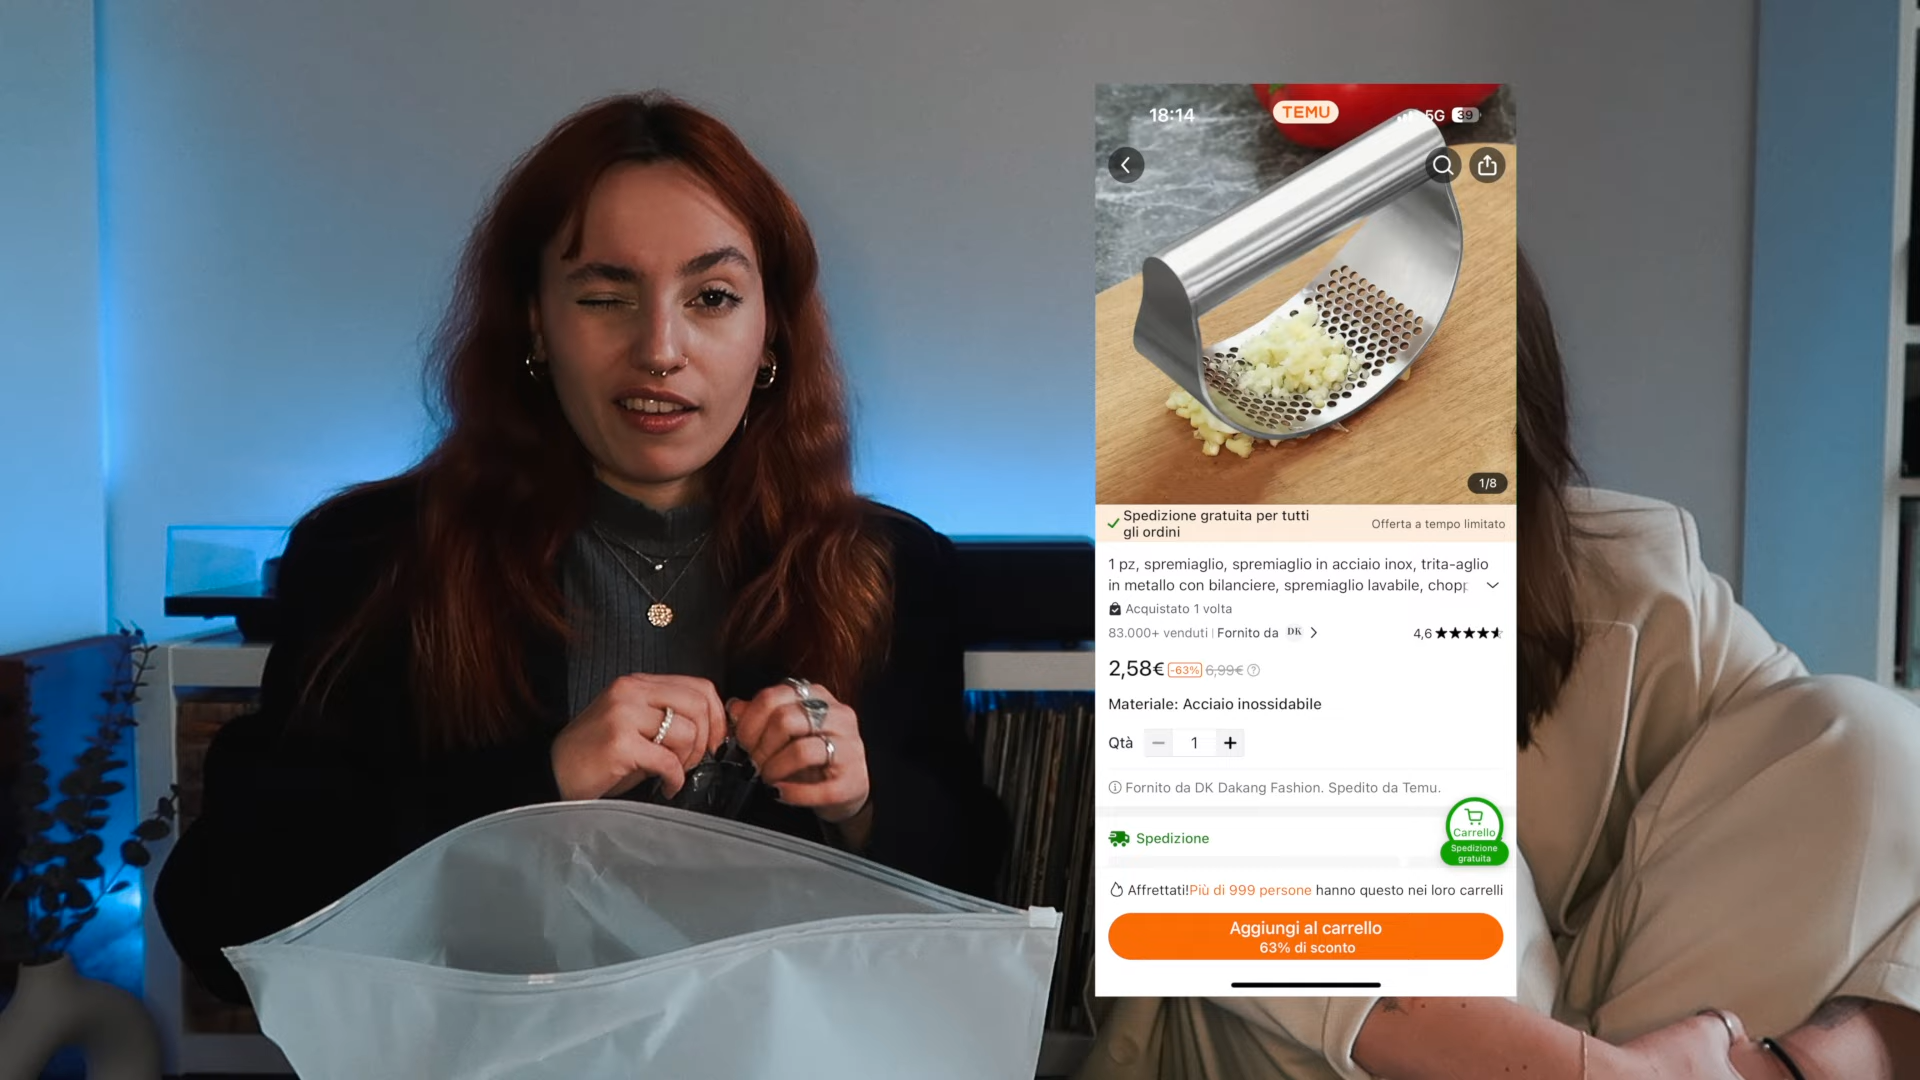 18:14
TEMU
5G
39
1/8
Spedizione gratuita per tutti
gli ordini
Offerta a tempo limitato
1 pz, spremiaglio, spremiaglio in acciaio inox, trita-aglio
in metallo con bilanciere, spremiaglio lavabile, chopp
Acquistato 1 volta
83.000+ venduti | Fornito da DK
4,6
2,58€ -63% 6,99€
Materiale: Acciaio inossidabile
Qtà − 1 +
Fornito da DK Dakang Fashion. Spedito da Temu.
Spedizione
Carrello
Spedizione
gratuita
Affrettati!Più di 999 persone hanno questo nei loro carrelli
Aggiungi al carrello
63% di sconto